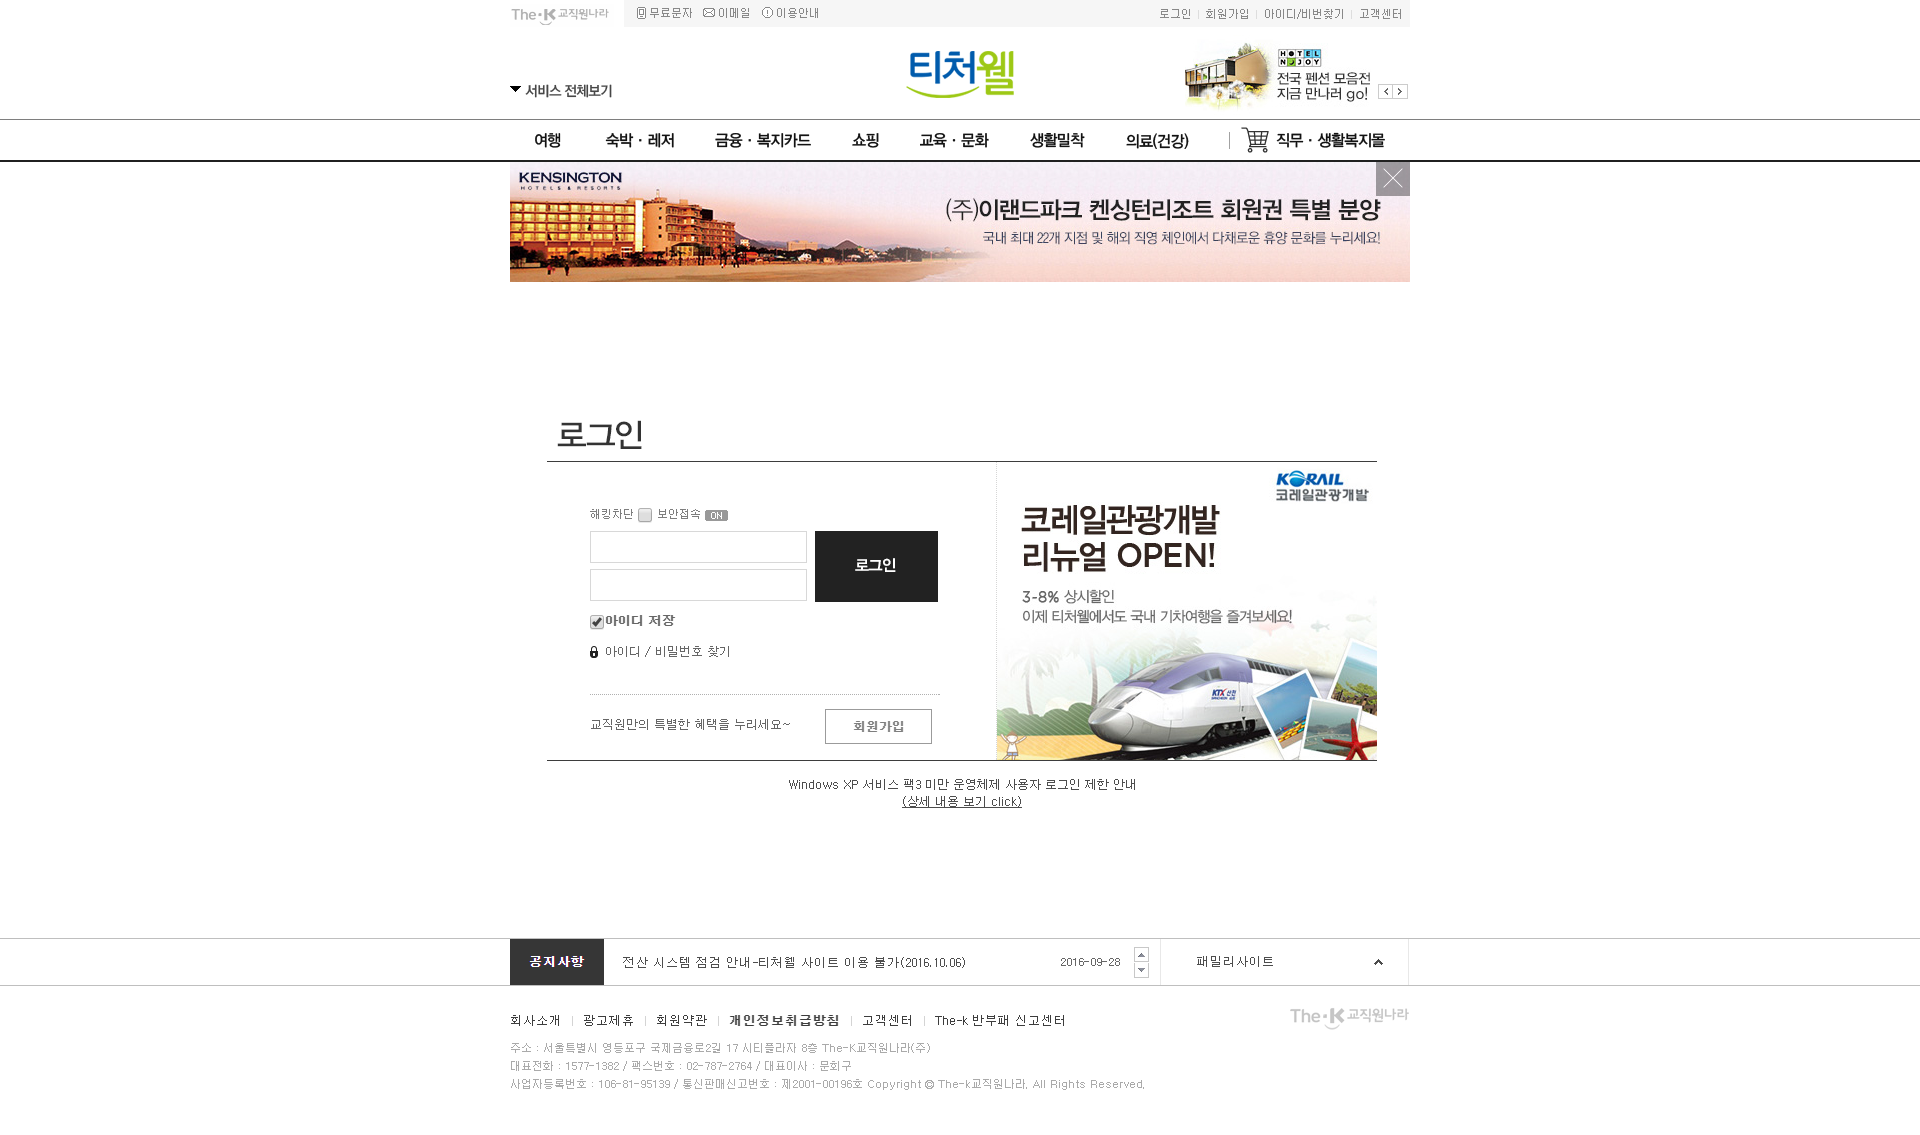 The·K 교직원나라
무료문자
이메일
이용안내
로그인
회원가입
아이디/비번찾기
고객센터
서비스 전체보기
티처웰
HOTEL
NJOY
전국 펜션 모음전
지금 만나러 go!
여행
숙박 · 레저
금융 · 복지카드
쇼핑
교육 · 문화
생활밀착
의료(건강)
직무 · 생활복지몰
KENSINGTON
HOTELS & RESORTS
(주)이랜드파크 켄싱턴리조트 회원권 특별 분양
국내 최대 22개 지점 및 해외 직영 체인에서 다채로운 휴양 문화를 누리세요!
로그인
해킹차단 보안접속 ON
로그인
아이디 저장
아이디 / 비밀번호 찾기
교직원만의 특별한 혜택을 누리세요~
회원가입
KORAIL
코레일관광개발
코레일관광개발
리뉴얼 OPEN!
3-8% 상시할인
이제 티처웰에서도 국내 기차여행을 즐겨보세요!
KTX 산천
Windows XP 서비스 팩3 미만 운영체제 사용자 로그인 제한 안내
(상세 내용 보기 click)
공지사항
전산 시스템 점검 안내-티처웰 사이트 이용 불가(2016.10.06)
2016-09-28
패밀리사이트
회사소개
광고제휴
회원약관
개인정보취급방침
고객센터
The-k 반부패 신고센터
The·K 교직원나라
주소 : 서울특별시 영등포구 국제금융로2길 17 시티플라자 8층 The-K교직원나라(주)
대표전화 : 1577-1382 / 팩스번호 : 02-787-2764 / 대표이사 : 문회구
사업자등록번호 : 106-81-95139 / 통신판매신고번호 : 제2001-00196호 Copyright © The-k교직원나라, All Rights Reserved,